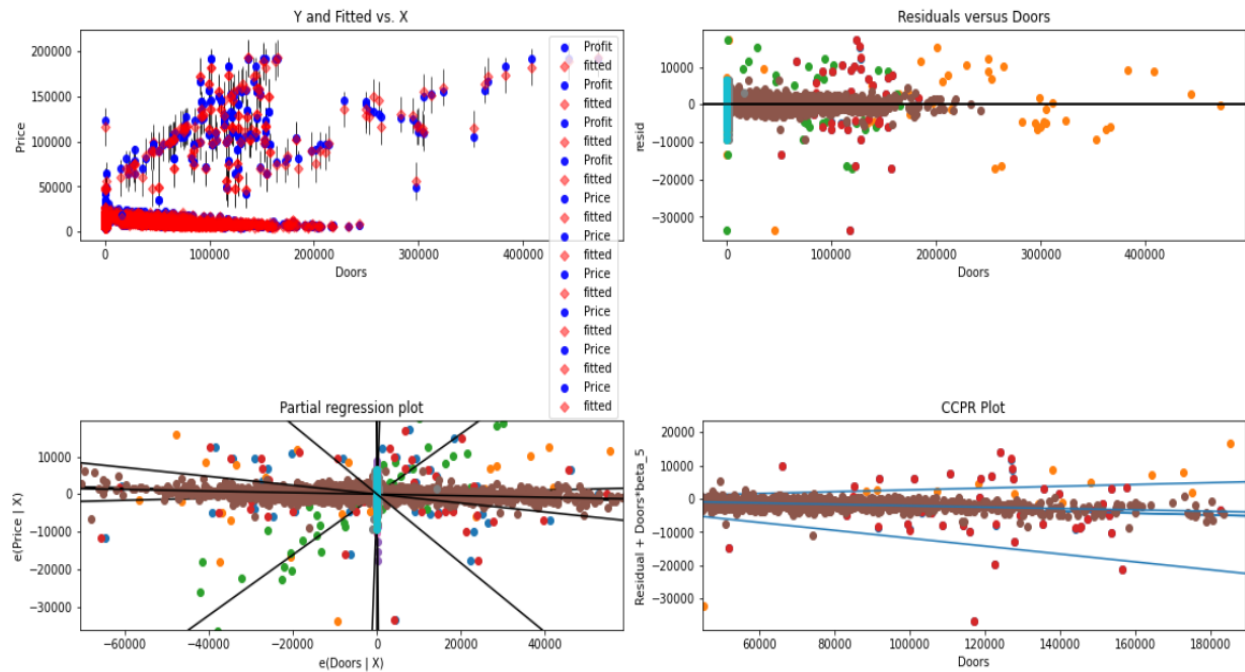 Y and Fitted vs. X
Price
200000
150000
100000
50000
0
0
100000
200000
300000
400000
Doors
Profit
fitted
Profit
fitted
Profit
fitted
Profit
fitted
Price
fitted
Price
fitted
Price
fitted
Price
fitted
Price
fitted
Price
fitted
Residuals versus Doors
resid
10000
0
−10000
−20000
−30000
0
100000
200000
300000
400000
Doors
Partial regression plot
e(Price | X)
10000
0
−10000
−20000
−30000
−60000
−40000
−20000
0
20000
40000
e(Doors | X)
CCPR Plot
Residual + Doors*beta_5
20000
10000
0
−10000
−20000
−30000
60000
80000
100000
120000
140000
160000
180000
Doors